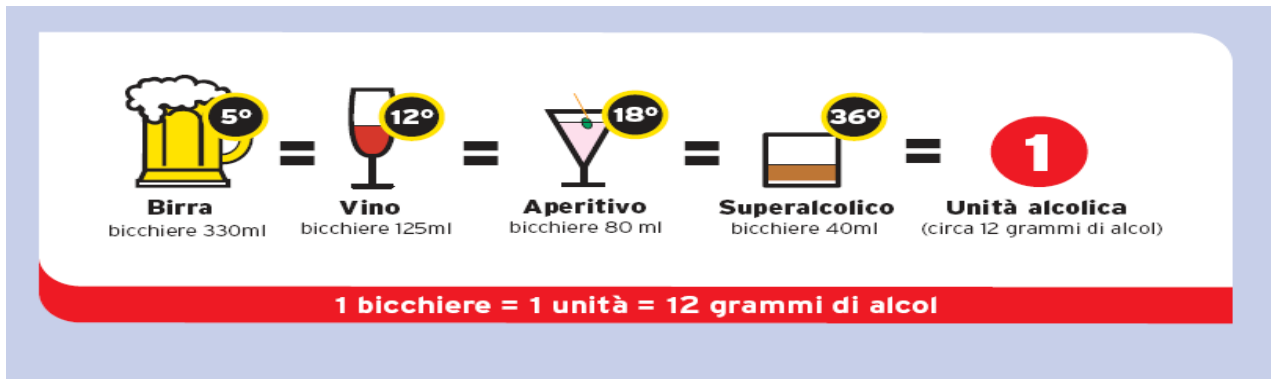 5° = 12° = 18° = 36° = 1
Birra
bicchiere 330ml
Vino
bicchiere 125ml
Aperitivo
bicchiere 80 ml
Superalcolico
bicchiere 40ml
Unità alcolica
(circa 12 grammi di alcol)
1 bicchiere = 1 unità = 12 grammi di alcol